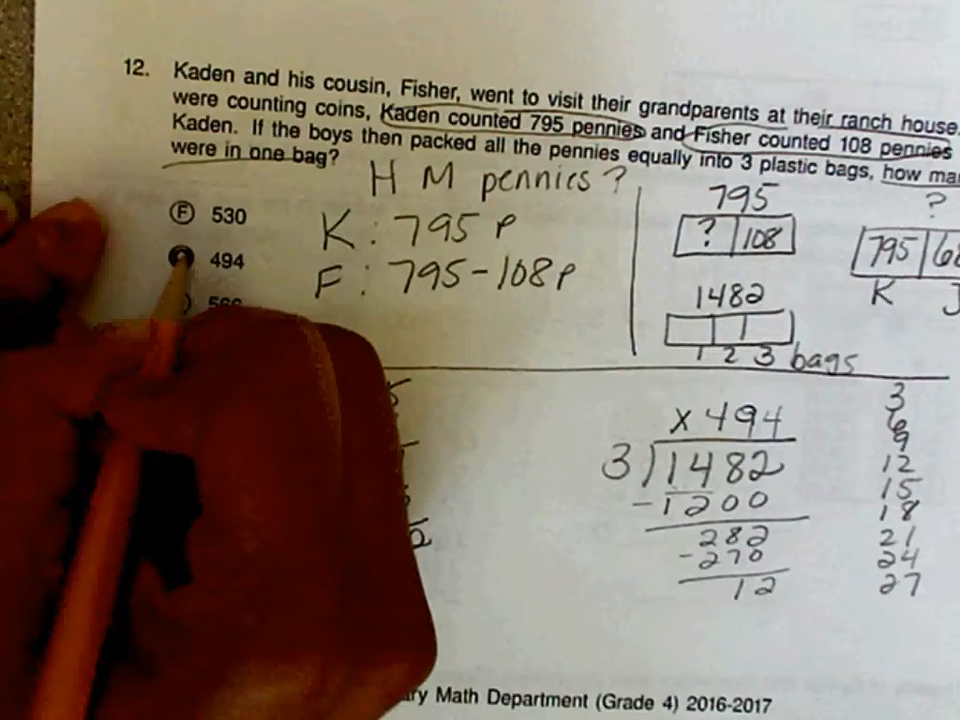 12. Kaden and his cousin, Fisher, went to visit their grandparents at their ranch house.
were counting coins, Kaden counted 795 pennies and Fisher counted 108 pennies
Kaden. If the boys then packed all the pennies equally into 3 plastic bags, how
were in one bag?
H M pennies ?
F 530
494
K : 795 P
F : 795 - 108 P
795
? 108
1482
1 2 3 bags
?
795
K
x 494
3 1482
- 1200
282
- 270
12
3
6
9
12
15
18
21
24
27
Math Department (Grade 4) 2016-2017